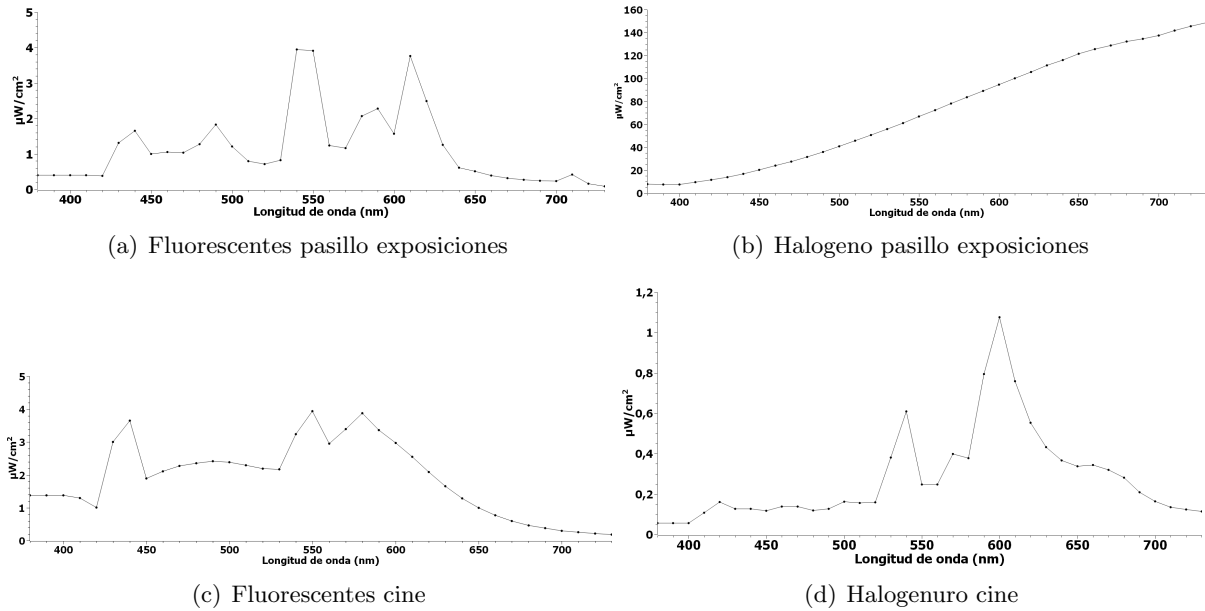 5
4
3
2
1
0
µW/cm²
400 450 500 550 600 650 700
Longitud de onda (nm)
(a) Fluorescentes pasillo exposiciones
160
140
120
100
80
60
40
20
0
µW/cm²
400 450 500 550 600 650 700
Longitud de onda (nm)
(b) Halogeno pasillo exposiciones
5
4
3
2
1
0
µW/cm²
400 450 500 550 600 650 700
Longitud de onda (nm)
(c) Fluorescentes cine
1,2
1
0,8
0,6
0,4
0,2
0
µW/cm²
400 450 500 550 600 650 700
Longitud de onda (nm)
(d) Halogenuro cine